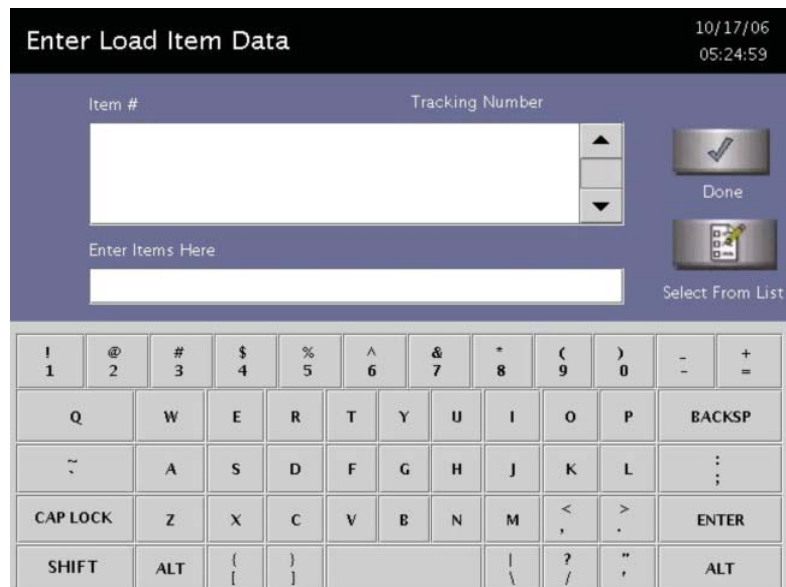 Enter Load Item Data
10/17/06
05:24:59
Item # Tracking Number
Done
Enter Items Here
Select From List
! @ # $ % ^ & * ( ) _ +
1 2 3 4 5 6 7 8 9 0 - =
Q W E R T Y U I O P BACKSP
~ :
` A S D F G H J K L ;
< >
CAP LOCK Z X C V B N M , . ENTER
{ } | ? "
SHIFT ALT [ ] \ / ' ALT